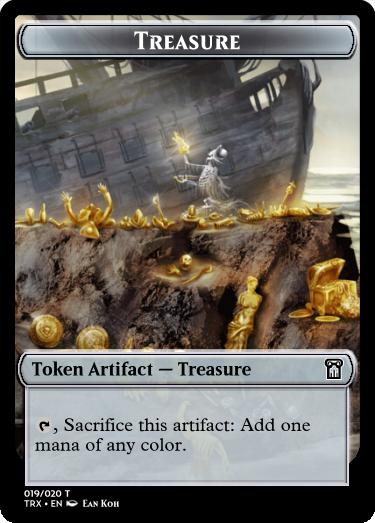 TREASURE
Token Artifact — Treasure
, Sacrifice this artifact: Add one
mana of any color.
019/020 T
TRX • EN Ean Koh